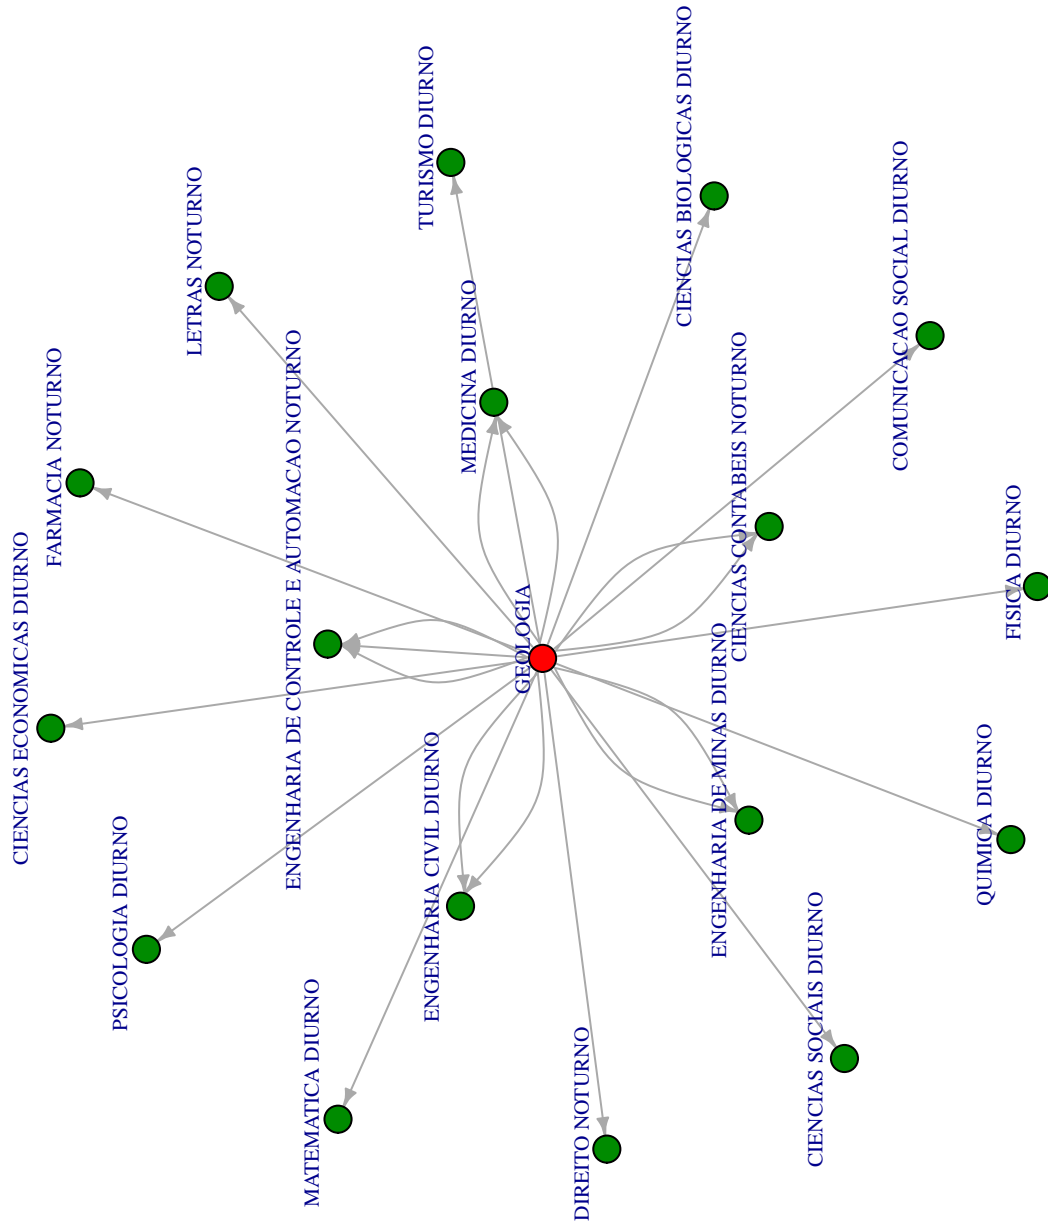 CIENCIAS BIOLOGICAS DIURNO
TURISMO DIURNO
COMUNICACAO SOCIAL DIURNO
LETRAS NOTURNO
MEDICINA DIURNO
ENGENHARIA DE CONTROLE E AUTOMACAO NOTURNO
CIENCIAS CONTABEIS NOTURNO
FARMACIA NOTURNO
FISICA DIURNO
CIENCIAS ECONOMICAS DIURNO
GEOLOGIA
ENGENHARIA DE MINAS DIURNO
QUIMICA DIURNO
ENGENHARIA CIVIL DIURNO
PSICOLOGIA DIURNO
CIENCIAS SOCIAIS DIURNO
MATEMATICA DIURNO
DIREITO NOTURNO